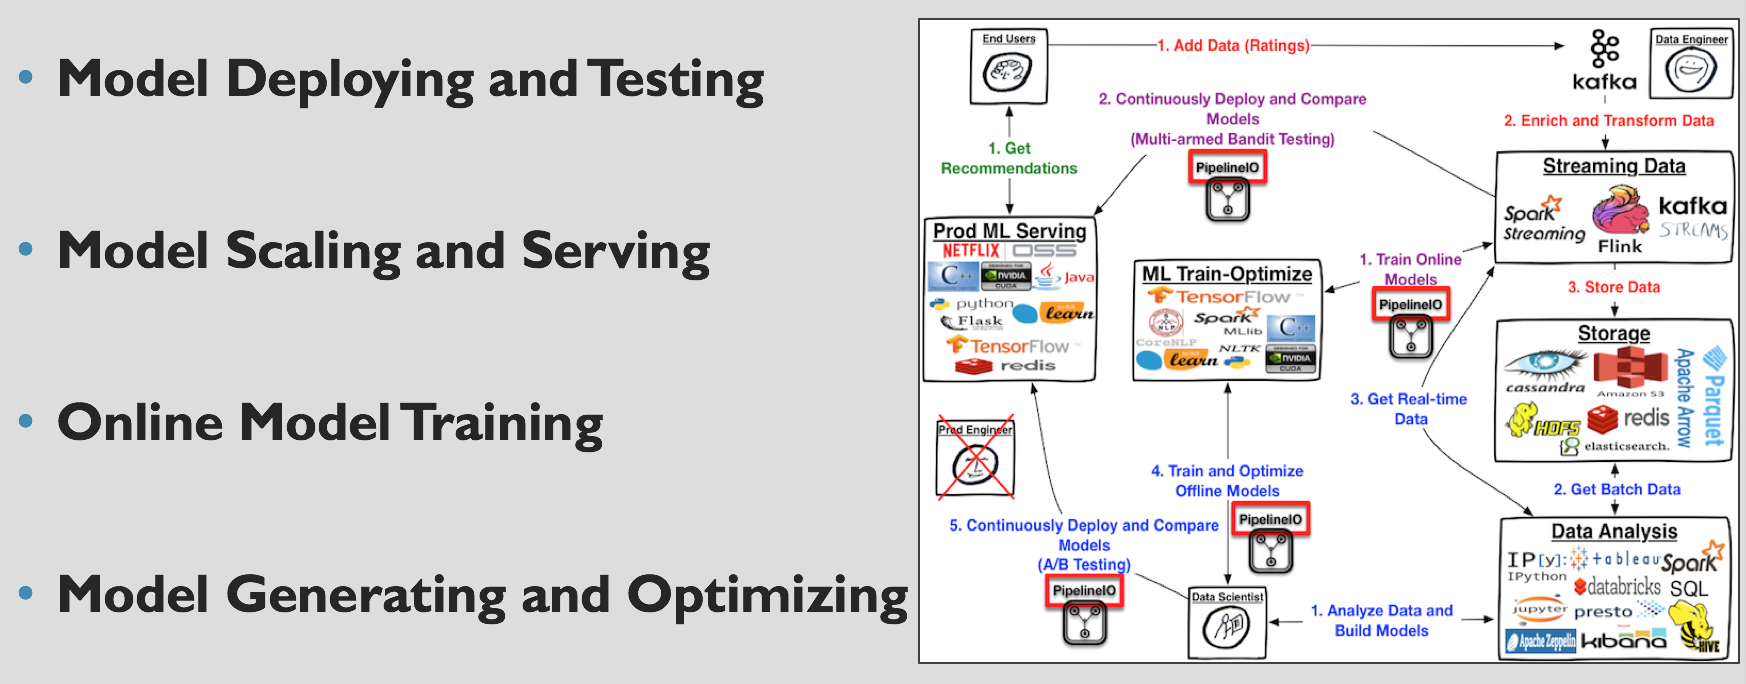 Model Deploying and Testing
Model Scaling and Serving
Online Model Training
Model Generating and Optimizing
End Users
1. Add Data (Ratings)
kafka
Data Engineer
2. Continuously Deploy and Compare
Models
(Multi-armed Bandit Testing)
PipelineIO
2. Enrich and Transform Data
1. Get
Recommendations
Streaming Data
Spark
Streaming
Flink
kafka
STREAMS
Prod ML Serving
NETFLIX OSS
C++
NVIDIA
CUDA
Java
python
Flask
learn
TensorFlow
redis
ML Train-Optimize
TensorFlow
NLP
Spark
MLlib
C++
CoreNLP
learn
NLTK
NVIDIA
CUDA
1. Train Online
Models
PipelineIO
3. Store Data
Storage
cassandra
Amazon S3
Apache Arrow
Parquet
HDFS
redis
elasticsearch.
3. Get Real-time
Data
Prod Engineer
4. Train and Optimize
Offline Models
PipelineIO
2. Get Batch Data
5. Continuously Deploy and Compare
Models
(A/B Testing)
PipelineIO
Data Scientist
1. Analyze Data and
Build Models
Data Analysis
IP[y]:
IPython
tableau
Spark
databricks
SQL
jupyter
presto
Apache Zeppelin
kibana
HIVE